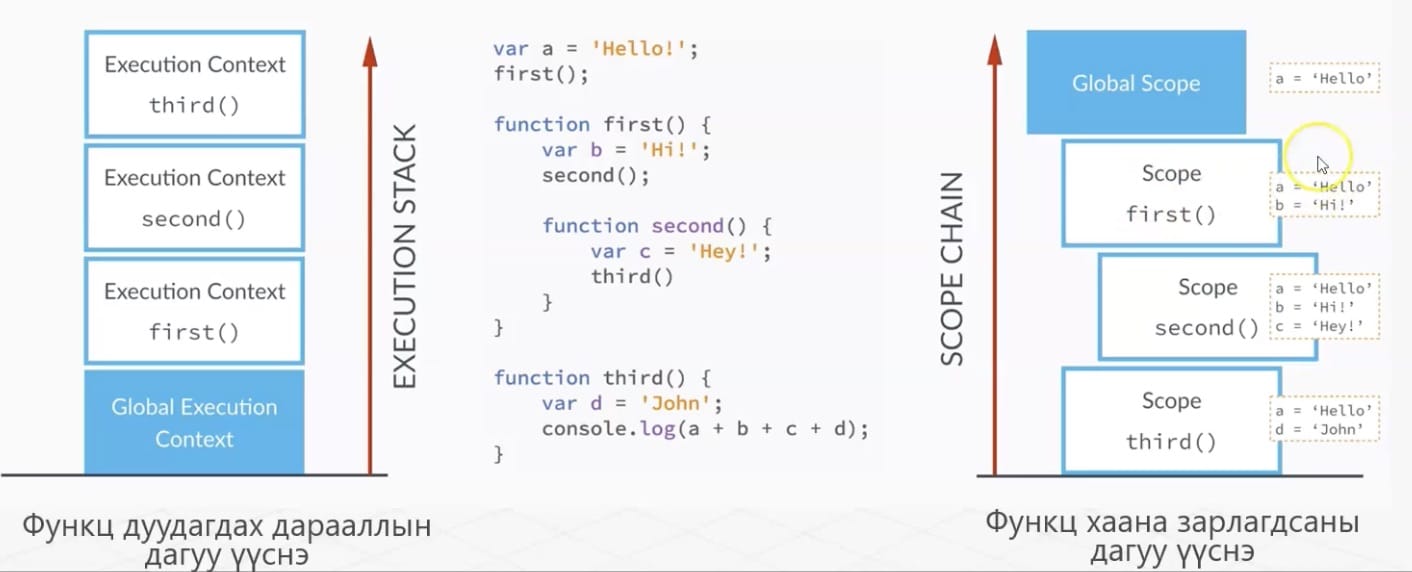 Execution Context
third()
Execution Context
second()
Execution Context
first()
Global Execution
Context
EXECUTION STACK
Функц дуудагдах дарааллын
дагуу үүснэ
var a = 'Hello!';
first();
function first() {
var b = 'Hi!';
second();
function second() {
var c = 'Hey!';
third()
}
}
function third() {
var d = 'John';
console.log(a + b + c + d);
}
SCOPE CHAIN
Global Scope
a = ‘Hello’
Scope
first()
a = ‘Hello’
b = ‘Hi!’
Scope
second()
a = ‘Hello’
b = ‘Hi!’
c = ‘Hey!’
Scope
third()
a = ‘Hello’
d = ‘John’
Функц хаана зарлагдсаны
дагуу үүснэ